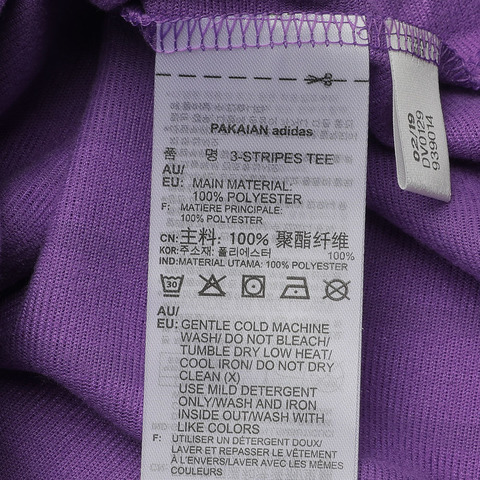 PAKAIAN adidas
품 명 3-STRIPES TEE
AU/
EU: MAIN MATERIAL:
100% POLYESTER
F: MATIERE PRINCIPALE:
100% POLYESTER
CN: 主料: 100% 聚酯纤维
KOR: 주소재: 폴리에스터 100%
IND: MATERIAL UTAMA: 100% POLYESTER
30
AU/
EU: GENTLE COLD MACHINE
WASH/ DO NOT BLEACH/
TUMBLE DRY LOW HEAT/
COOL IRON/ DO NOT DRY
CLEAN (X)
USE MILD DETERGENT
ONLY/WASH AND IRON
INSIDE OUT/WASH WITH
LIKE COLORS
F: UTILISER UN DÉTERGENT DOUX/
LAVER ET REPASSER LE VÊTEMENT
À L'ENVERS/LAVER AVEC LES MÊMES
COULEURS
02/16
DV0129
939014